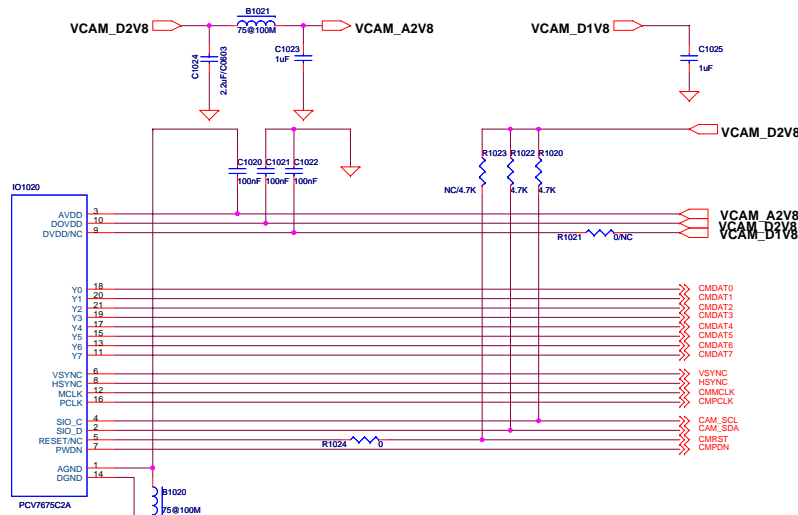 B1021
VCAM_D2V8
75@100M
VCAM_A2V8
VCAM_D1V8
C1024
2.2uF/C0603
C1023
1uF
C1025
1uF
VCAM_D2V8
C1020
100nF
C1021
100nF
C1022
100nF
R1023
NC/4.7K
R1022
4.7K
R1020
4.7K
IO1020
AVDD 3 VCAM_A2V8
DOVDD 10 VCAM_D2V8
DVDD/NC 9 R1021 0/NC VCAM_D1V8
Y0 18 CMDAT0
Y1 20 CMDAT1
Y2 21 CMDAT2
Y3 19 CMDAT3
Y4 17 CMDAT4
Y5 15 CMDAT5
Y6 13 CMDAT6
Y7 11 CMDAT7
VSYNC 6 VSYNC
HSYNC 8 HSYNC
MCLK 12 CMMCLK
PCLK 16 CMPCLK
SIO_C 4 CAM_SCL
SIO_D 2 CAM_SDA
RESET/NC 5 R1024 0 CMRST
PWDN 7 CMPDN
AGND 1
DGND 14
B1020
75@100M
PCV7675C2A